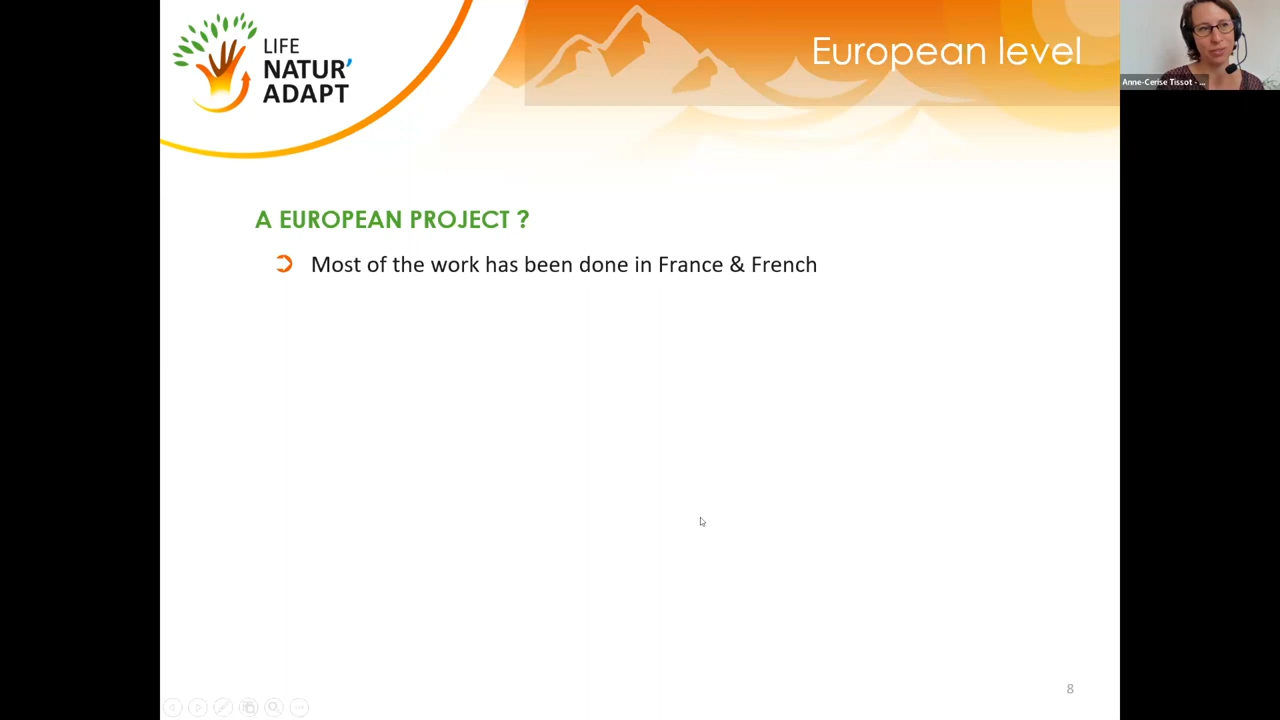 LIFE
NATUR'
ADAPT
European level
Anne-Cerise Tissot - ...
A EUROPEAN PROJECT ?
Most of the work has been done in France & French
8